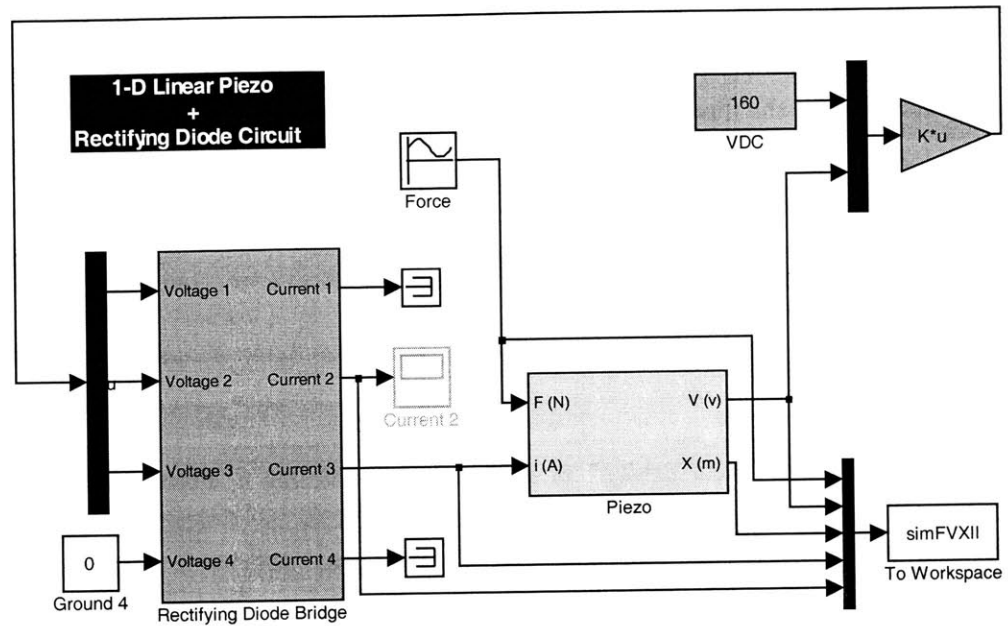 1-D Linear Piezo
+
Rectifying Diode Circuit
160
VDC
K*u
Force
Voltage 1
Current 1
Voltage 2
Current 2
Current 2
F (N)
V (v)
Voltage 3
Current 3
i (A)
X (m)
Piezo
simFVXII
To Workspace
0
Ground 4
Voltage 4
Current 4
Rectifying Diode Bridge